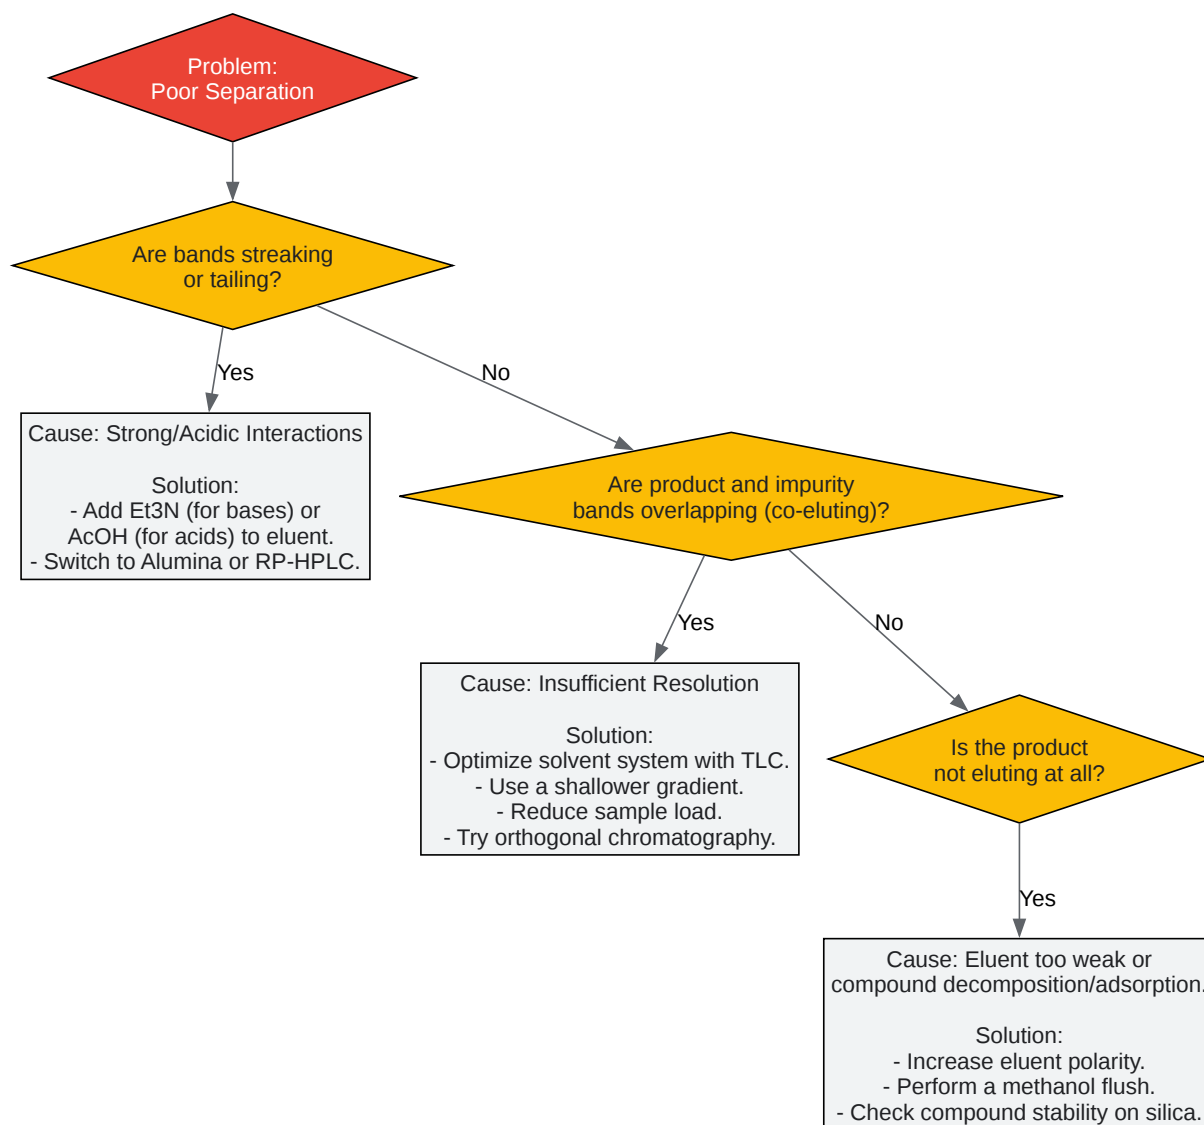 Problem:
Poor Separation
Are bands streaking
or tailing?
Yes
No
Cause: Strong/Acidic Interactions
Solution:
- Add Et3N (for bases) or
AcOH (for acids) to eluent.
- Switch to Alumina or RP-HPLC.
Are product and impurity
bands overlapping (co-eluting)?
Yes
No
Cause: Insufficient Resolution
Solution:
- Optimize solvent system with TLC.
- Use a shallower gradient.
- Reduce sample load.
- Try orthogonal chromatography.
Is the product
not eluting at all?
Yes
Cause: Eluent too weak or
compound decomposition/adsorption.
Solution:
- Increase eluent polarity.
- Perform a methanol flush.
- Check compound stability on silica.